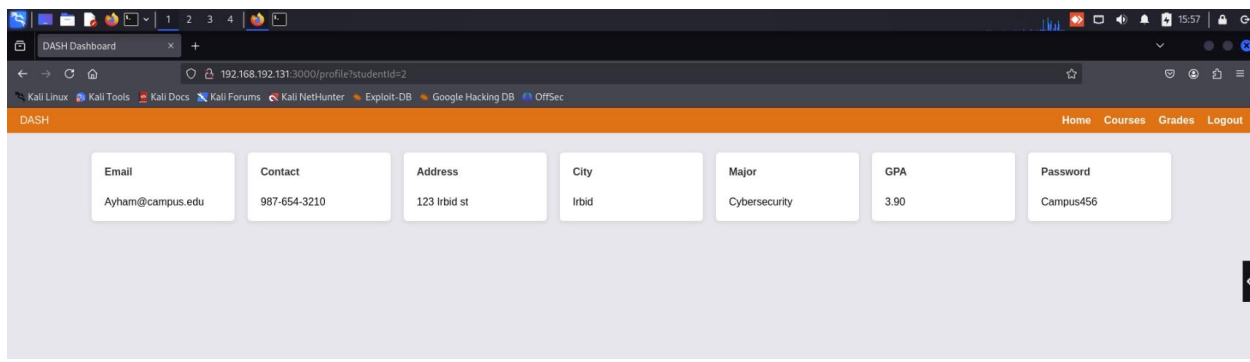 1 2 3 4 15:57
DASH Dashboard
192.168.192.131:3000/profile?studentId=2
Kali Linux Kali Tools Kali Docs Kali Forums Kali NetHunter Exploit-DB Google Hacking DB OffSec
DASH Home Courses Grades Logout
Email Contact Address City Major GPA Password
Ayham@campus.edu 987-654-3210 123 Irbid st Irbid Cybersecurity 3.90 Campus456